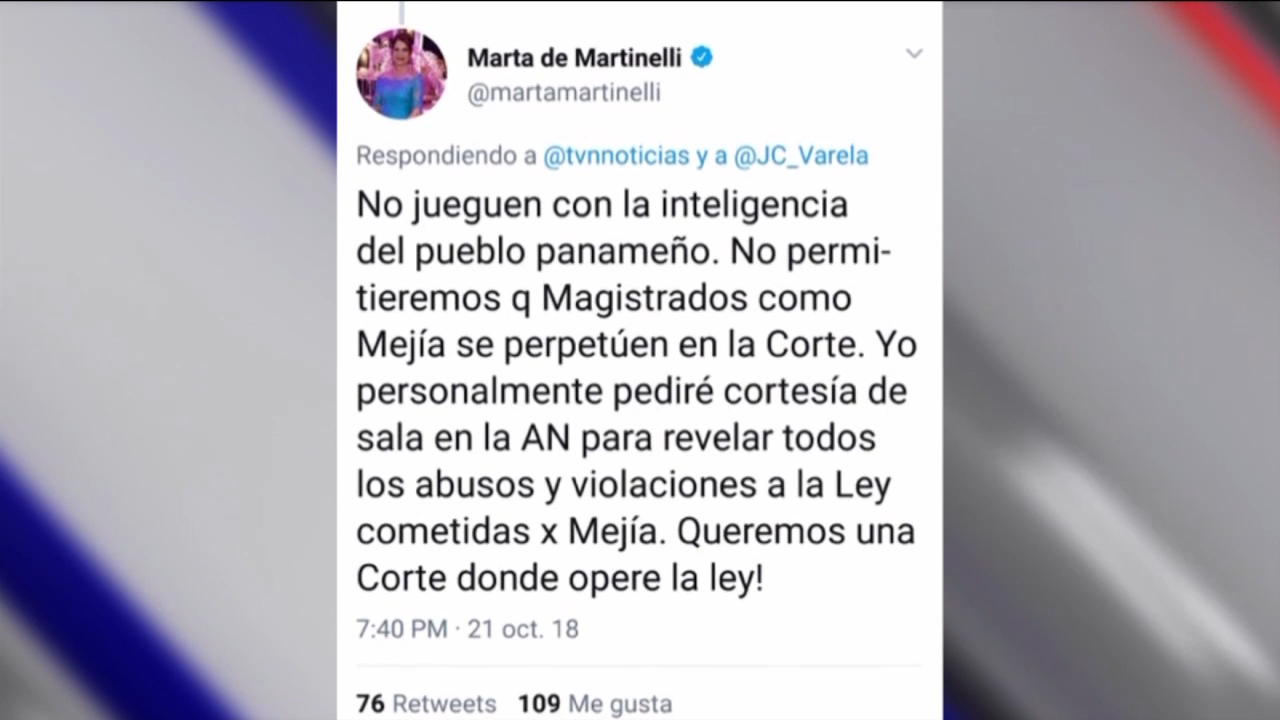 Marta de Martinelli
@martamartinelli
Respondiendo a @tvnnoticias y a @JC_Varela
No jueguen con la inteligencia
del pueblo panameño. No permi-
tieremos q Magistrados como
Mejía se perpetúen en la Corte. Yo
personalmente pediré cortesía de
sala en la AN para revelar todos
los abusos y violaciones a la Ley
cometidas x Mejía. Queremos una
Corte donde opere la ley!
7:40 PM · 21 oct. 18
76 Retweets 109 Me gusta